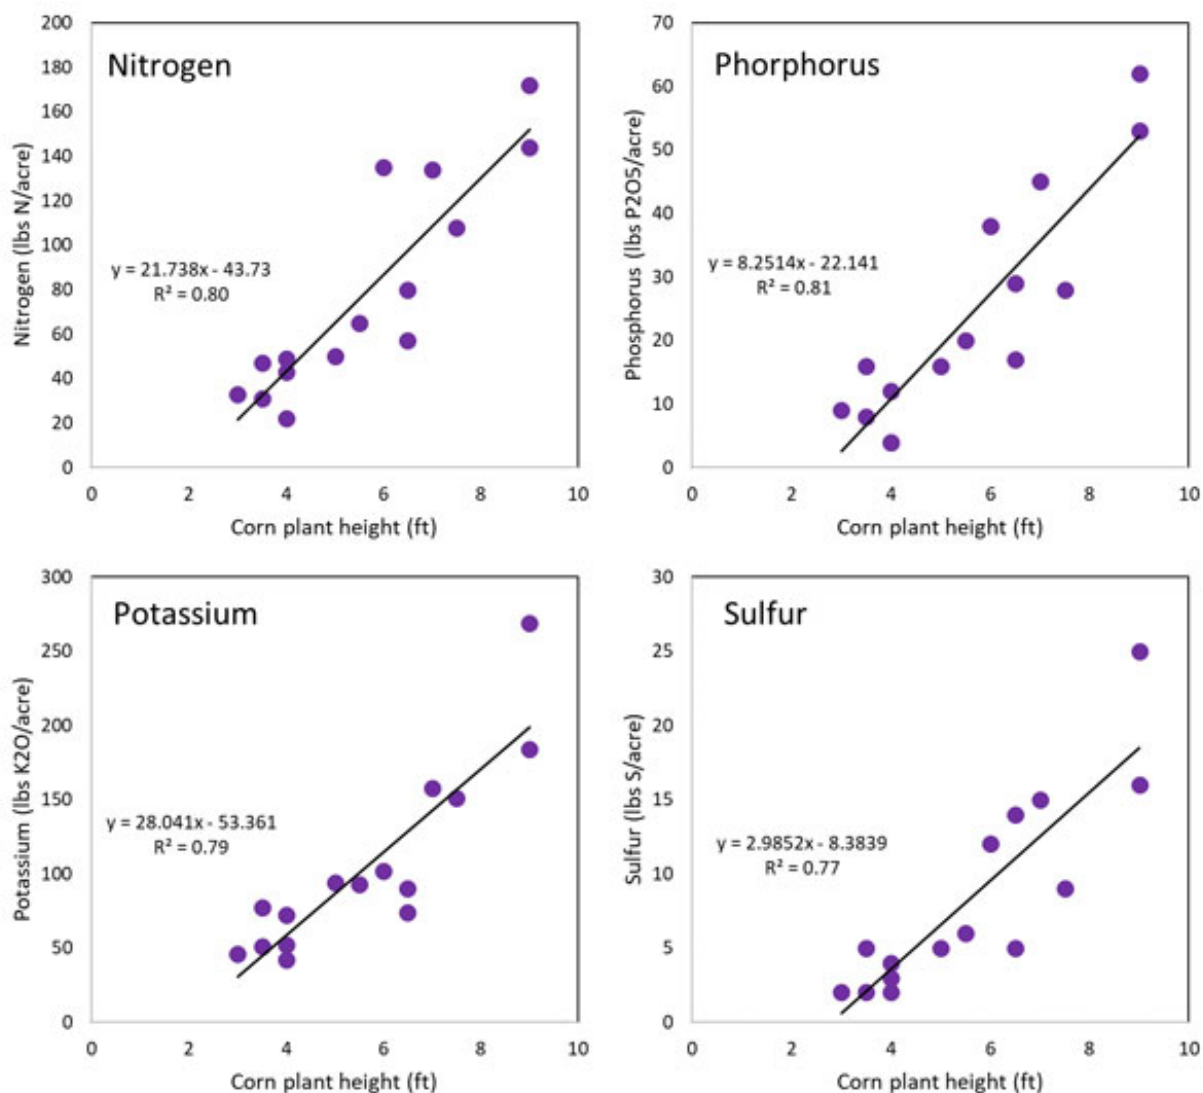 Nitrogen
Nitrogen (lbs N/acre)
200
180
160
140
120
100
80
60
40
20
0
y = 21.738x - 43.73
R² = 0.80
0 2 4 6 8 10
Corn plant height (ft)
Phorphorus
Phosphorus (lbs P2O5/acre)
70
60
50
40
30
20
10
0
y = 8.2514x - 22.141
R² = 0.81
0 2 4 6 8 10
Corn plant height (ft)
Potassium
Potassium (lbs K2O/acre)
300
250
200
150
100
50
0
y = 28.041x - 53.361
R² = 0.79
0 2 4 6 8 10
Corn plant height (ft)
Sulfur
Sulfur (lbs S/acre)
30
25
20
15
10
5
0
y = 2.9852x - 8.3839
R² = 0.77
0 2 4 6 8 10
Corn plant height (ft)